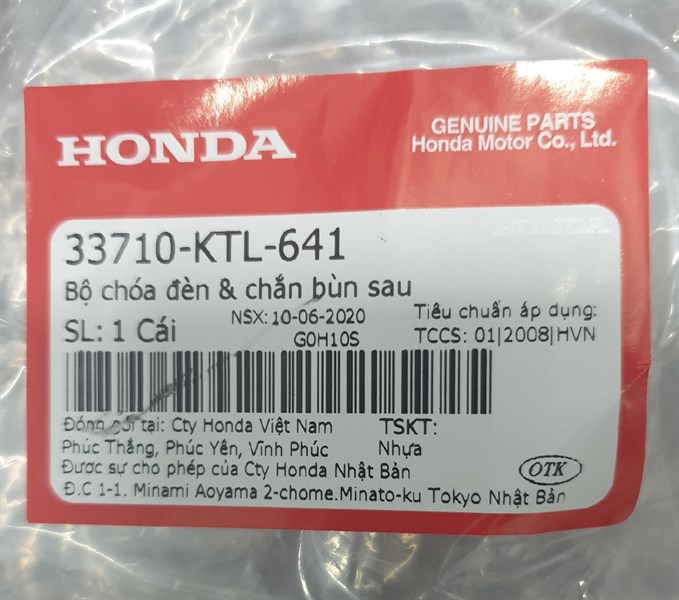 HONDA
GENUINE PARTS
Honda Motor Co., Ltd.
33710-KTL-641
Bộ chóa đèn & chắn bùn sau
SL: 1 Cái
NSX: 10-06-2020
G0H10S
Tiêu chuẩn áp dụng:
TCCS: 01|2008|HVN
Đóng gói tại: Cty Honda Việt Nam
Phúc Thắng, Phúc Yên, Vĩnh Phúc
TSKT:
Nhựa
Được sự cho phép của Cty Honda Nhật Bản
Đ.C 1-1. Minami Aoyama 2-chome.Minato-ku Tokyo Nhật Bản
OTK